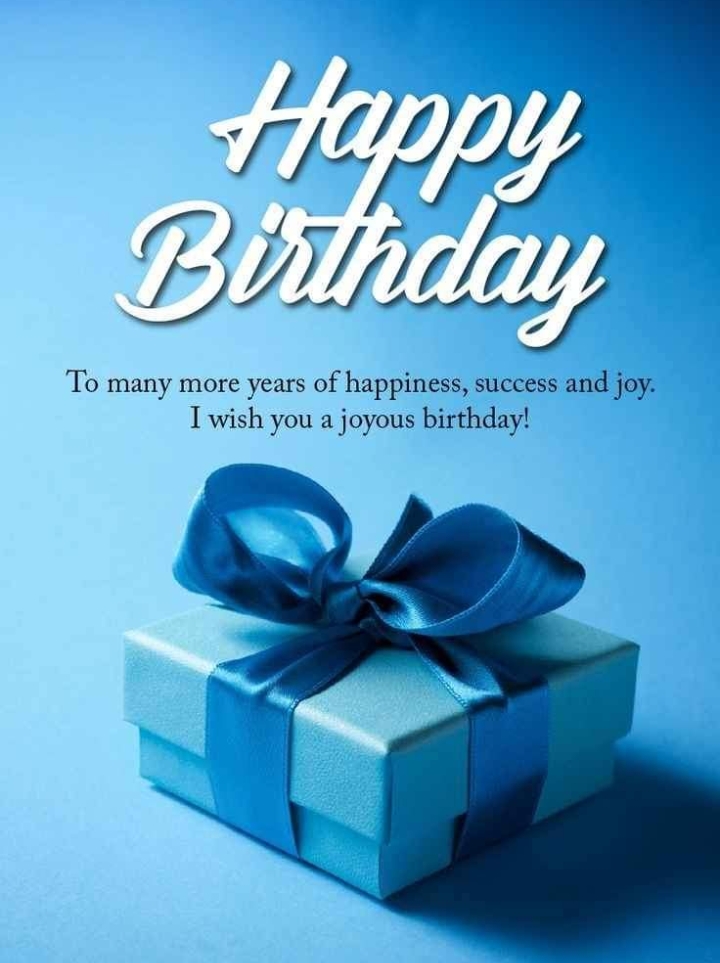 Happy
Birthday
To many more years of happiness, success and joy.
I wish you a joyous birthday!